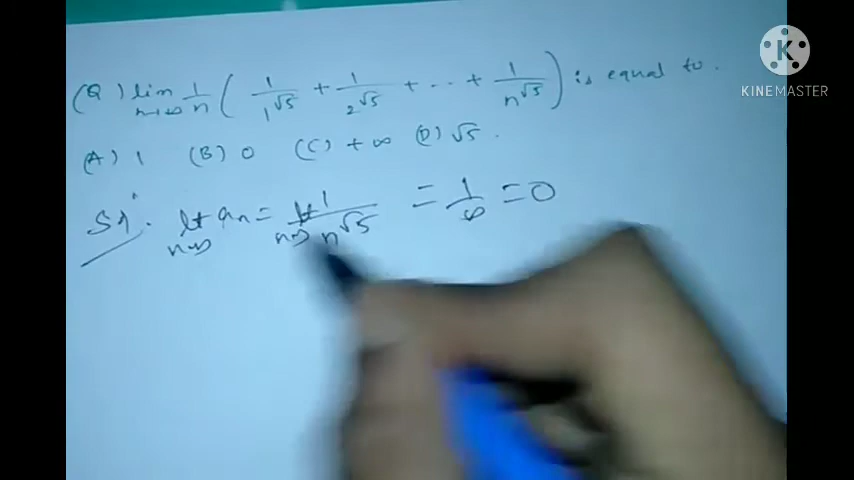 (Q) lim n→∞ 1/n ( 1/1^√5 + 1/2^√5 + ... + 1/n^√5 ) is equal to.
(A) 1 (B) 0 (C) +∞ (D) √5.
Sol. lt n→∞ an = lt n→∞ 1/n^√5 = 1/∞ = 0
K
KINEMASTER